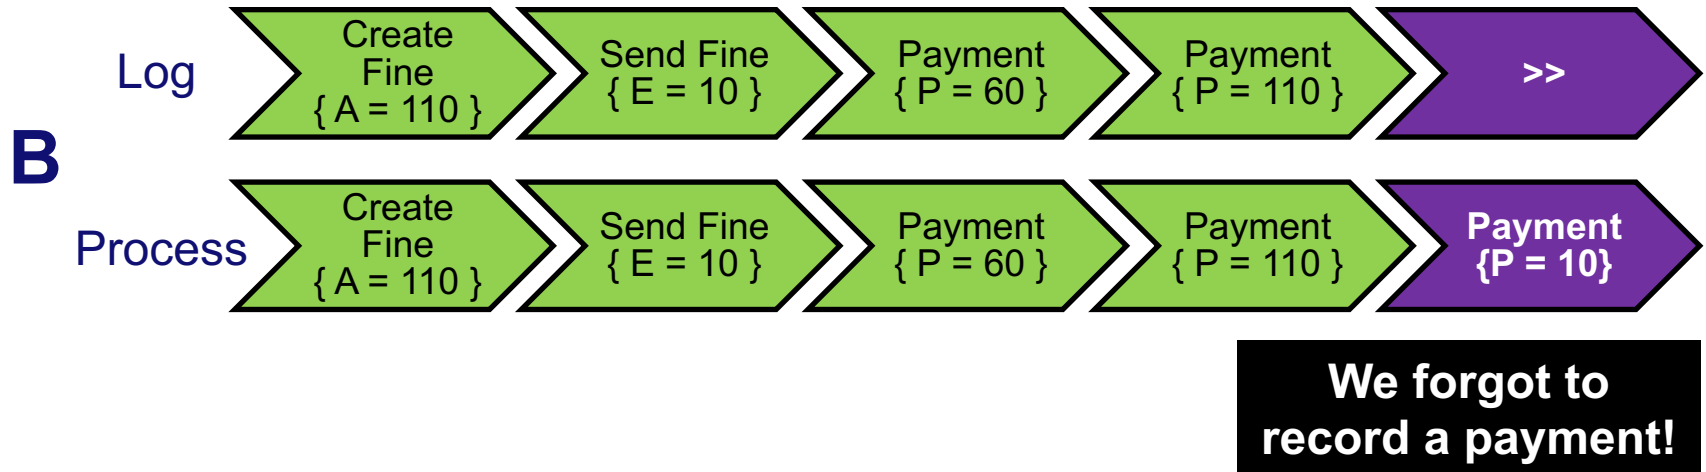 B
Log
Create
Fine
{ A = 110 }
Send Fine
{ E = 10 }
Payment
{ P = 60 }
Payment
{ P = 110 }
>>
Process
Create
Fine
{ A = 110 }
Send Fine
{ E = 10 }
Payment
{ P = 60 }
Payment
{ P = 110 }
Payment
{P = 10}
We forgot to
record a payment!